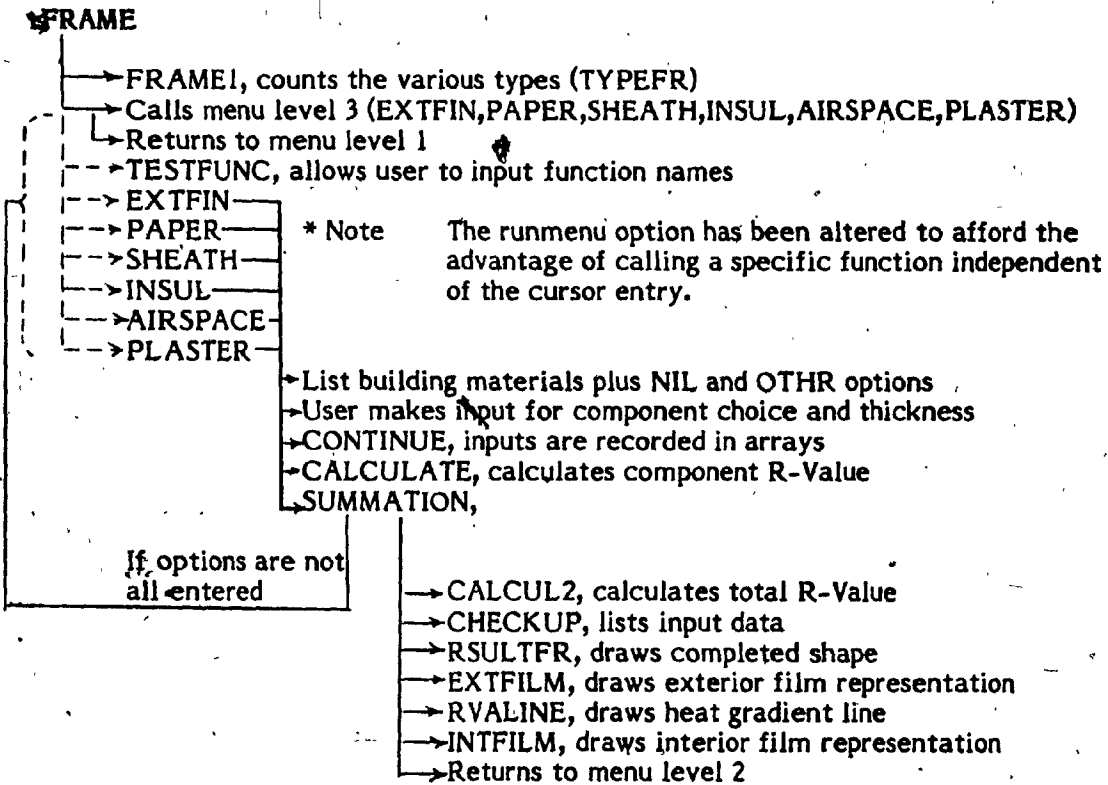 FRAME
FRAME1, counts the various types (TYPEFR)
Calls menu level 3 (EXTFIN,PAPER,SHEATH,INSUL,AIRSPACE,PLASTER)
Returns to menu level 1
TESTFUNC, allows user to input function names
EXTFIN
PAPER
SHEATH
INSUL
AIRSPACE
PLASTER
* Note The runmenu option has been altered to afford the
advantage of calling a specific function independent
of the cursor entry.
List building materials plus NIL and OTHR options
User makes input for component choice and thickness
CONTINUE, inputs are recorded in arrays
CALCULATE, calculates component R-Value
SUMMATION,
If options are not
all entered
CALCUL2, calculates total R-Value
CHECKUP, lists input data
RSULTFR, draws completed shape
EXTFILM, draws exterior film representation
RVALINE, draws heat gradient line
INTFILM, draws interior film representation
Returns to menu level 2